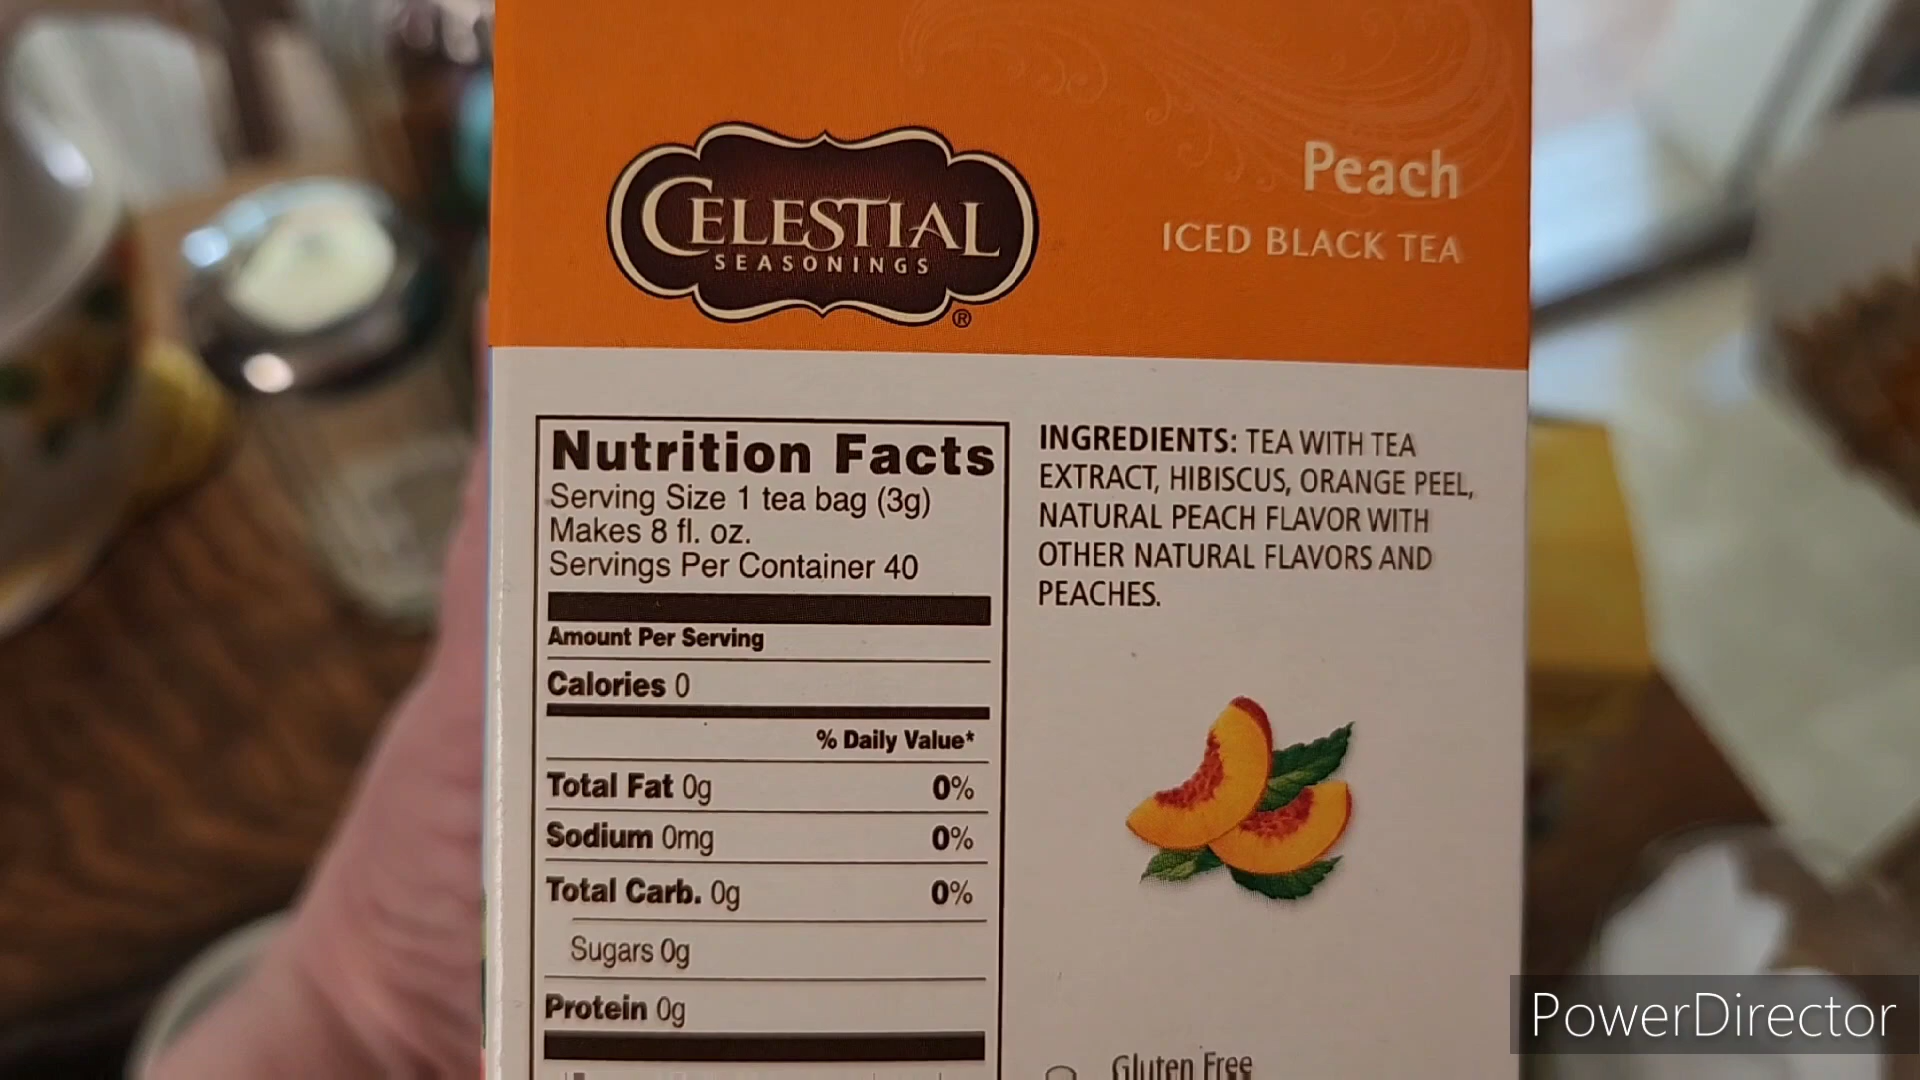 CELESTIAL
SEASONINGS
®
Peach
ICED BLACK TEA
Nutrition Facts
Serving Size 1 tea bag (3g)
Makes 8 fl. oz.
Servings Per Container 40
Amount Per Serving
Calories 0
% Daily Value*
Total Fat 0g 0%
Sodium 0mg 0%
Total Carb. 0g 0%
Sugars 0g
Protein 0g
INGREDIENTS: TEA WITH TEA
EXTRACT, HIBISCUS, ORANGE PEEL,
NATURAL PEACH FLAVOR WITH
OTHER NATURAL FLAVORS AND
PEACHES.
Gluten Free
PowerDirector